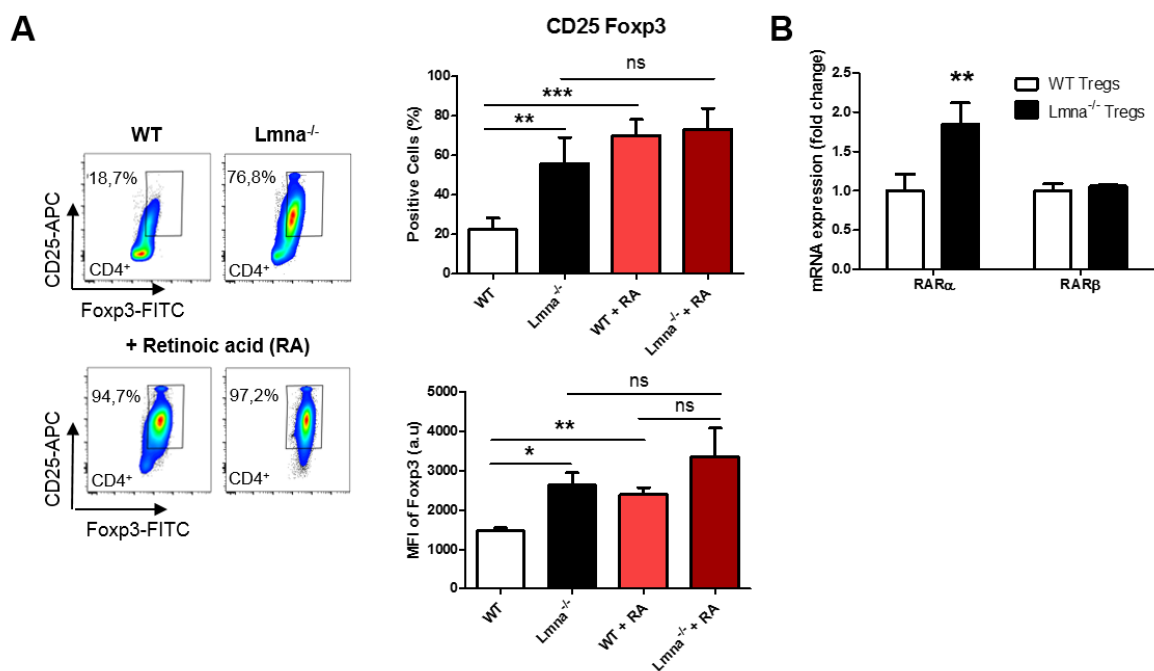 A
WT
Lmna-/-
18,7%
76,8%
CD25-APC
CD4+
CD4+
Foxp3-FITC
+ Retinoic acid (RA)
94,7%
97,2%
CD25-APC
CD4+
CD4+
Foxp3-FITC
CD25 Foxp3
ns
***
**
Positive Cells (%)
100
80
60
40
20
0
WT
Lmna-/-
WT + RA
Lmna-/- + RA
ns
ns
**
*
MFI of Foxp3 (a.u)
5000
4000
3000
2000
1000
0
WT
Lmna-/-
WT + RA
Lmna-/- + RA
B
mRNA expression (fold change)
2.5
2.0
1.5
1.0
0.5
0.0
**
WT Tregs
Lmna-/- Tregs
RARα
RARβ